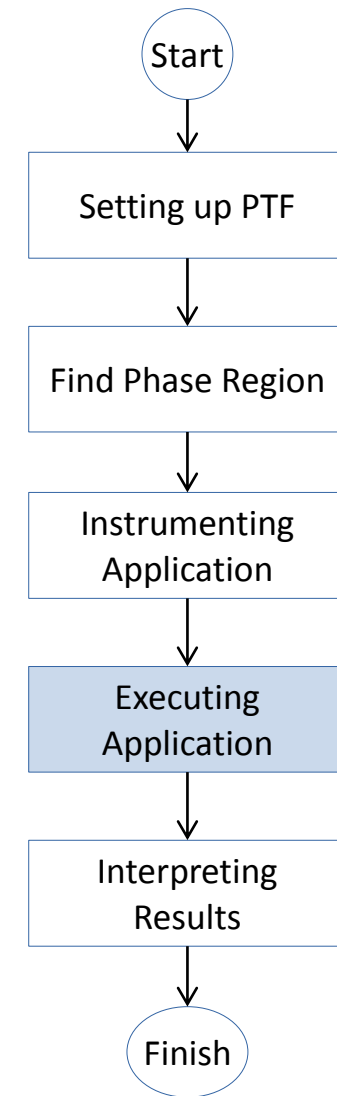 Start
Setting up PTF
Find Phase Region
Instrumenting
Application
Executing
Application
Interpreting
Results
Finish